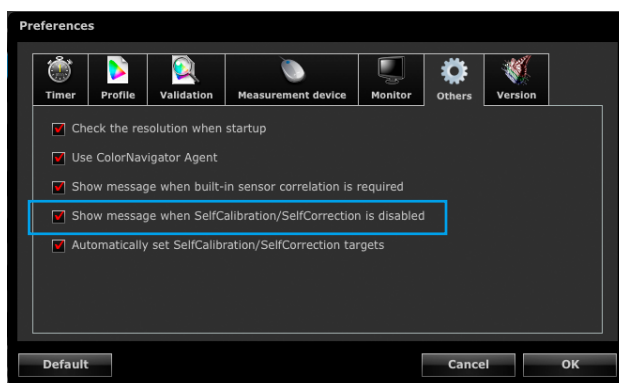 Preferences
Timer
Profile
Validation
Measurement device
Monitor
Others
Version
Check the resolution when startup
Use ColorNavigator Agent
Show message when built-in sensor correlation is required
Show message when SelfCalibration/SelfCorrection is disabled
Automatically set SelfCalibration/SelfCorrection targets
Default
Cancel
OK